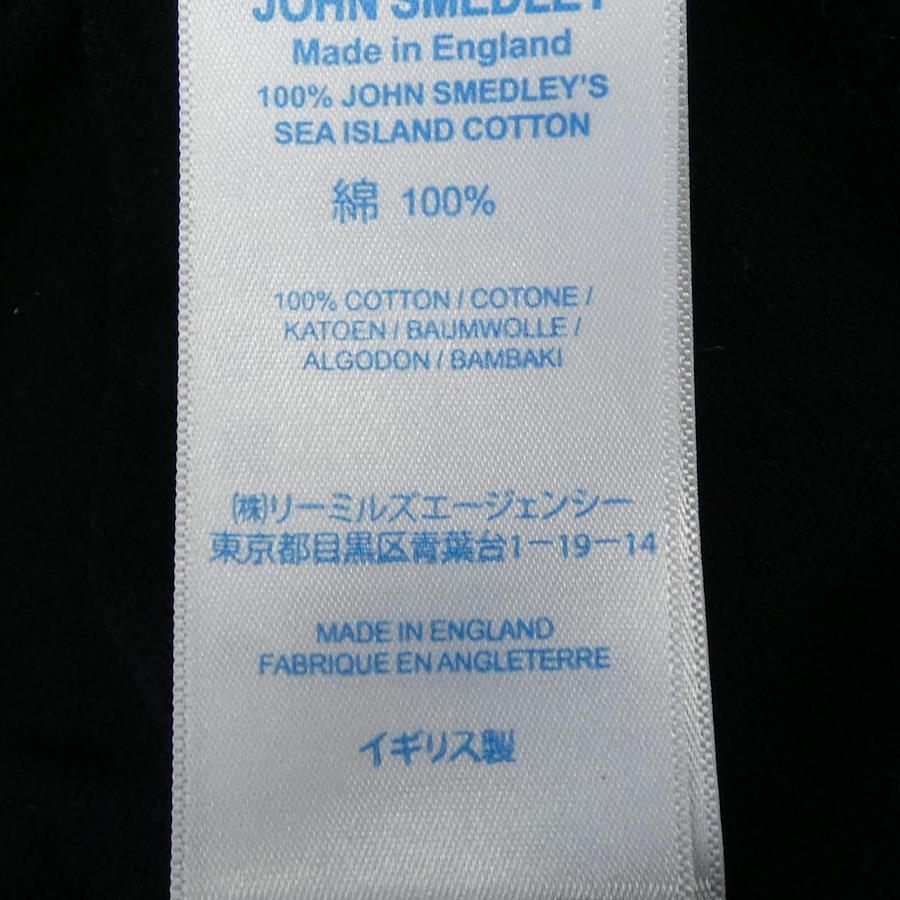 JOHN SMEDLEY
Made in England
100% JOHN SMEDLEY'S
SEA ISLAND COTTON
綿 100%
100% COTTON / COTONE /
KATOEN / BAUMWOLLE /
ALGODON / BAMBAKI
(株)リーミルズエージェンシー
東京都目黒区青葉台1-19-14
MADE IN ENGLAND
FABRIQUE EN ANGLETERRE
イギリス製